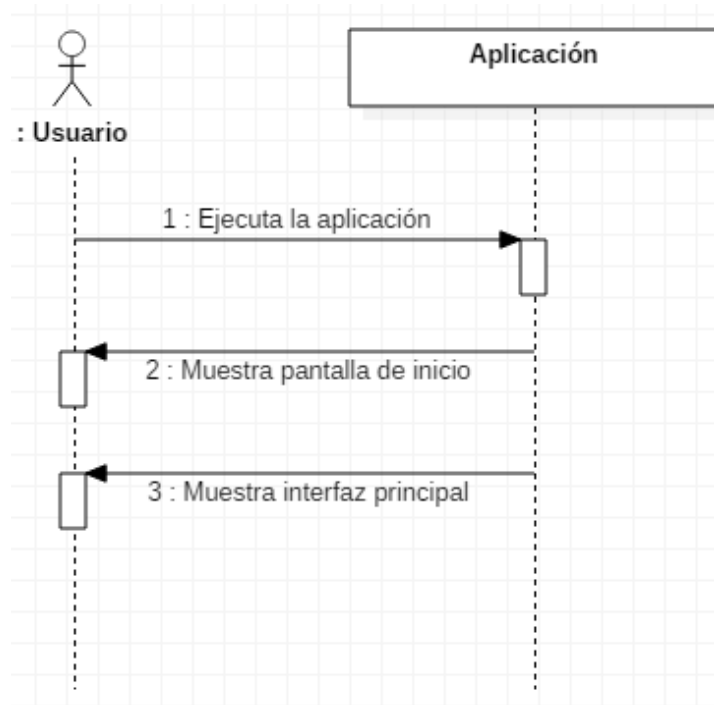 Aplicación
: Usuario
1 : Ejecuta la aplicación
2 : Muestra pantalla de inicio
3 : Muestra interfaz principal